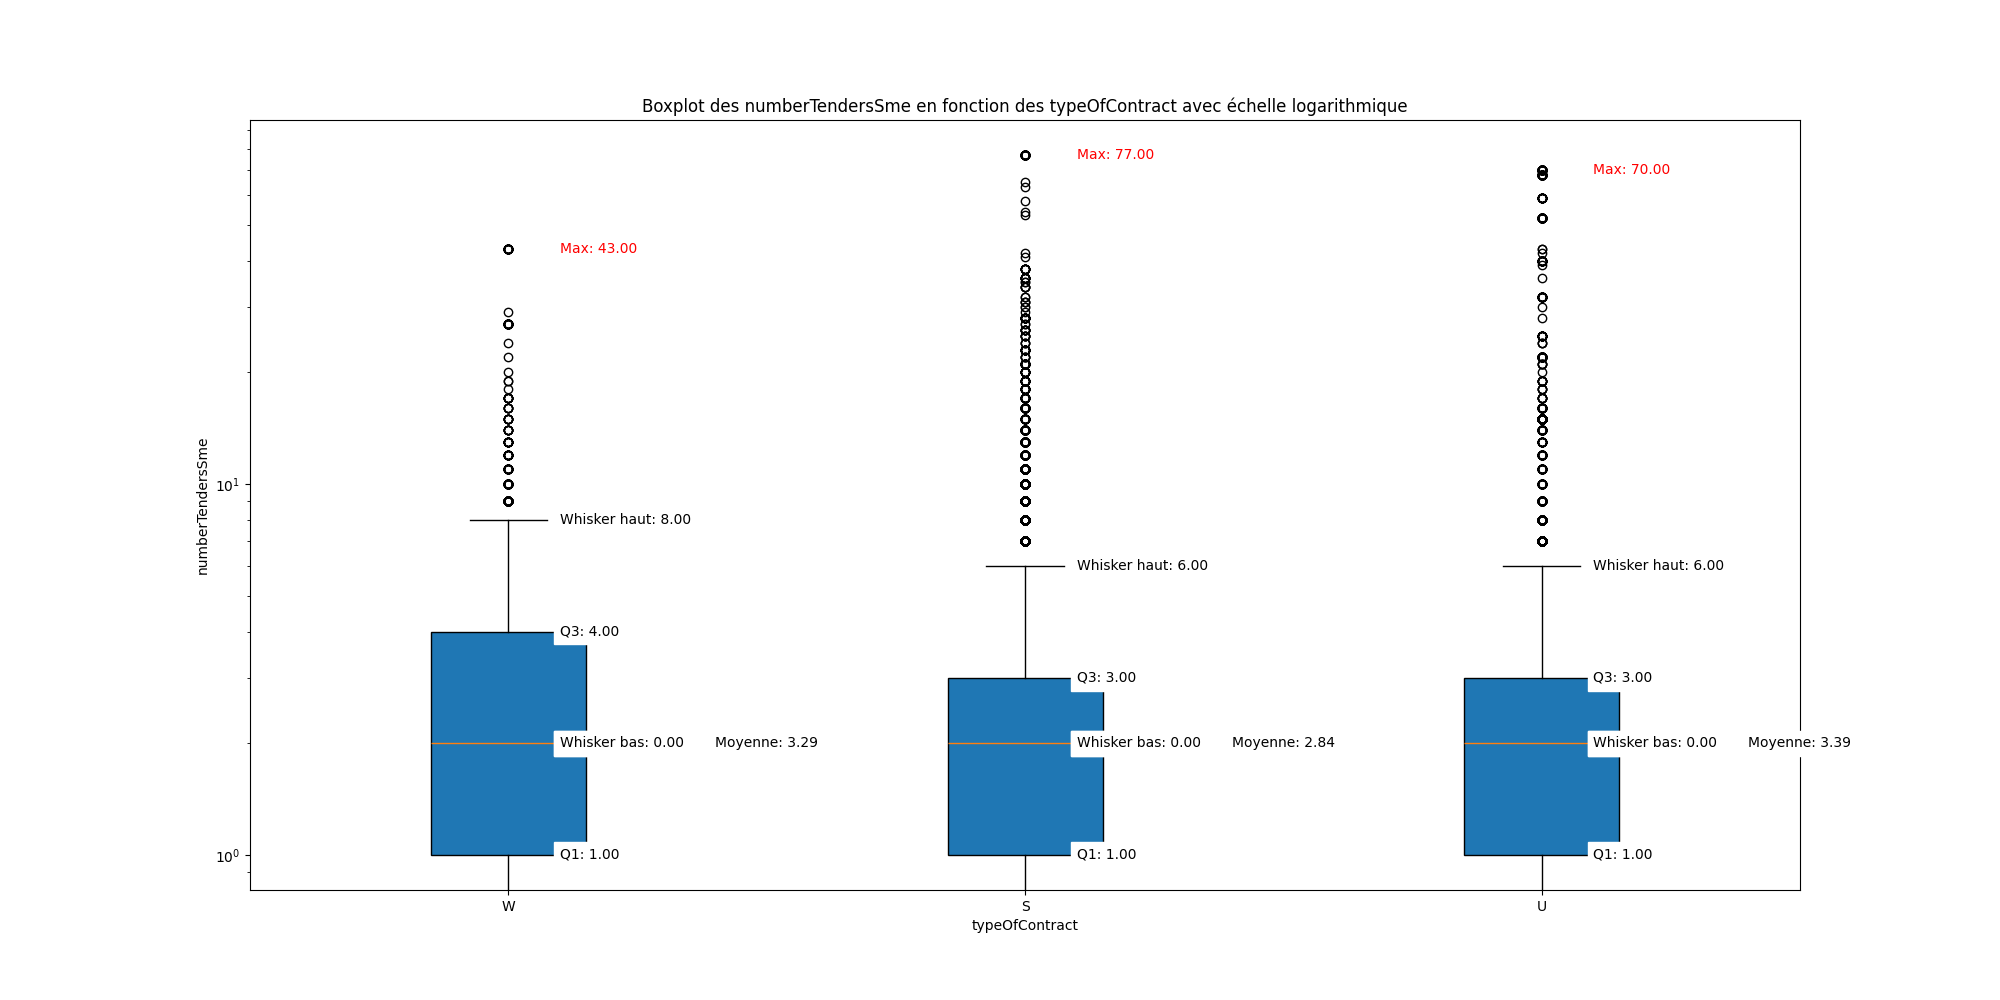 Boxplot des numberTendersSme en fonction des typeOfContract avec échelle logarithmique
Max: 77.00
Max: 70.00
Max: 43.00
10¹
Whisker haut: 8.00
Whisker haut: 6.00
Whisker haut: 6.00
numberTendersSme
Q3: 4.00
Q3: 3.00
Q3: 3.00
Whisker bas: 0.00 Moyenne: 3.29
Whisker bas: 0.00 Moyenne: 2.84
Whisker bas: 0.00 Moyenne: 3.39
10⁰
Q1: 1.00
Q1: 1.00
Q1: 1.00
W
S
U
typeOfContract